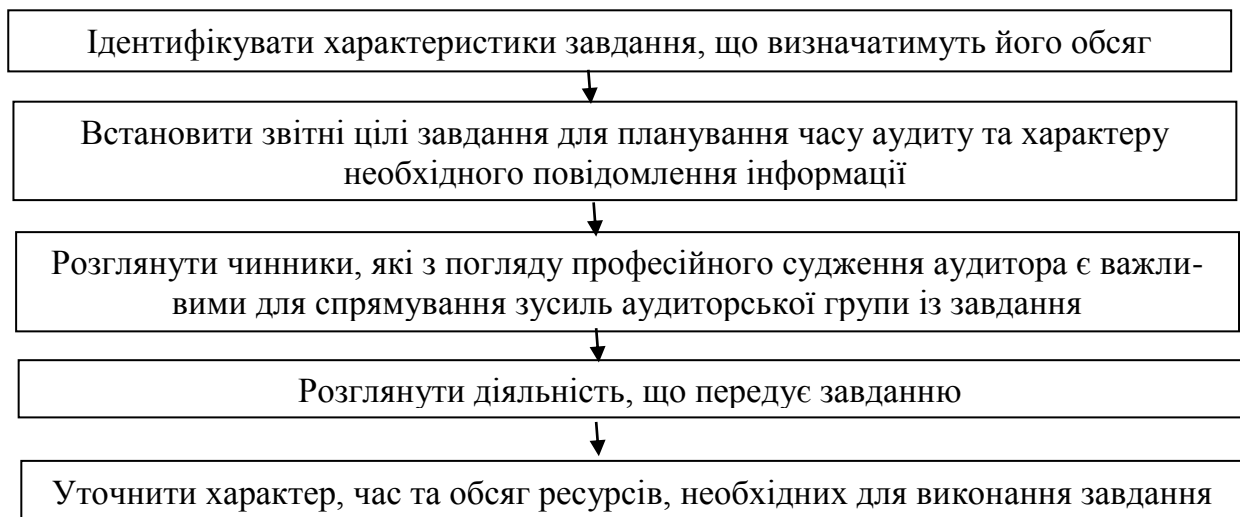 Ідентифікувати характеристики завдання, що визначатимуть його обсяг
Встановити звітні цілі завдання для планування часу аудиту та характеру
необхідного повідомлення інформації
Розглянути чинники, які з погляду професійного судження аудитора є важли-
вими для спрямування зусиль аудиторської групи із завдання
Розглянути діяльність, що передує завданню
Уточнити характер, час та обсяг ресурсів, необхідних для виконання завдання